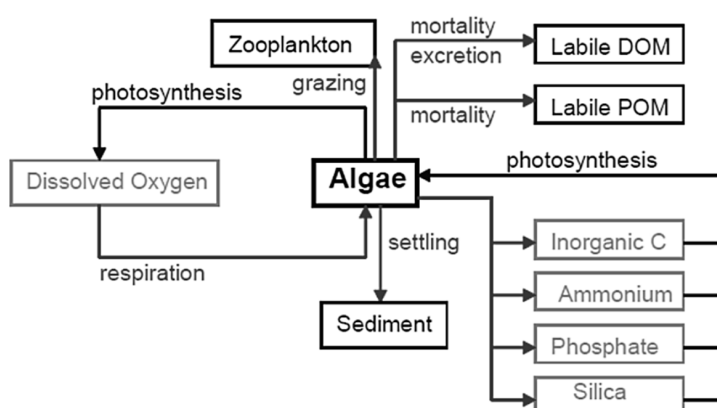 mortality
Zooplankton
excretion
Labile DOM
grazing
photosynthesis
mortality
Labile POM
photosynthesis
Dissolved Oxygen
Algae
settling
Inorganic C
respiration
Ammonium
Sediment
Phosphate
Silica